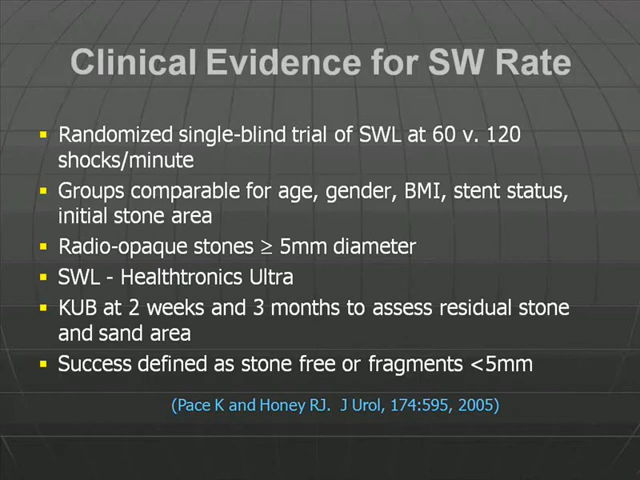 Clinical Evidence for SW Rate
Randomized single-blind trial of SWL at 60 v. 120
shocks/minute
Groups comparable for age, gender, BMI, stent status,
initial stone area
Radio-opaque stones ≥ 5mm diameter
SWL - Healthtronics Ultra
KUB at 2 weeks and 3 months to assess residual stone
and sand area
Success defined as stone free or fragments <5mm
(Pace K and Honey RJ. J Urol, 174:595, 2005)